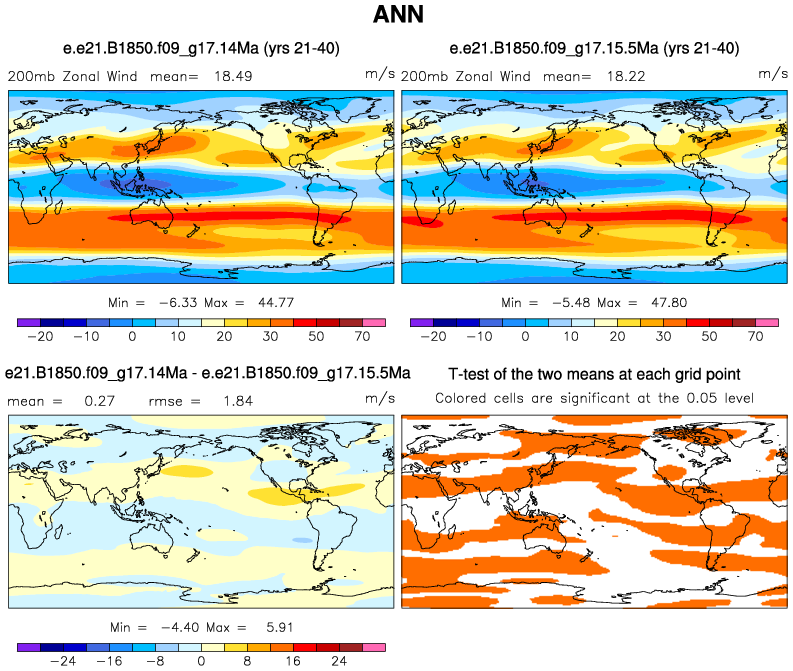 ANN
e.e21.B1850.f09_g17.14Ma (yrs 21-40)
200mb Zonal Wind mean= 18.49 m/s
Min = −6.33 Max = 44.77
−20 −10 0 10 20 30 50 70
e.e21.B1850.f09_g17.15.5Ma (yrs 21-40)
200mb Zonal Wind mean= 18.22 m/s
Min = −5.48 Max = 47.80
−20 −10 0 10 20 30 50 70
e21.B1850.f09_g17.14Ma - e.e21.B1850.f09_g17.15.5Ma
mean = 0.27 rmse = 1.84 m/s
Min = −4.40 Max = 5.91
−24 −16 −8 0 8 16 24
T-test of the two means at each grid point
Colored cells are significant at the 0.05 level